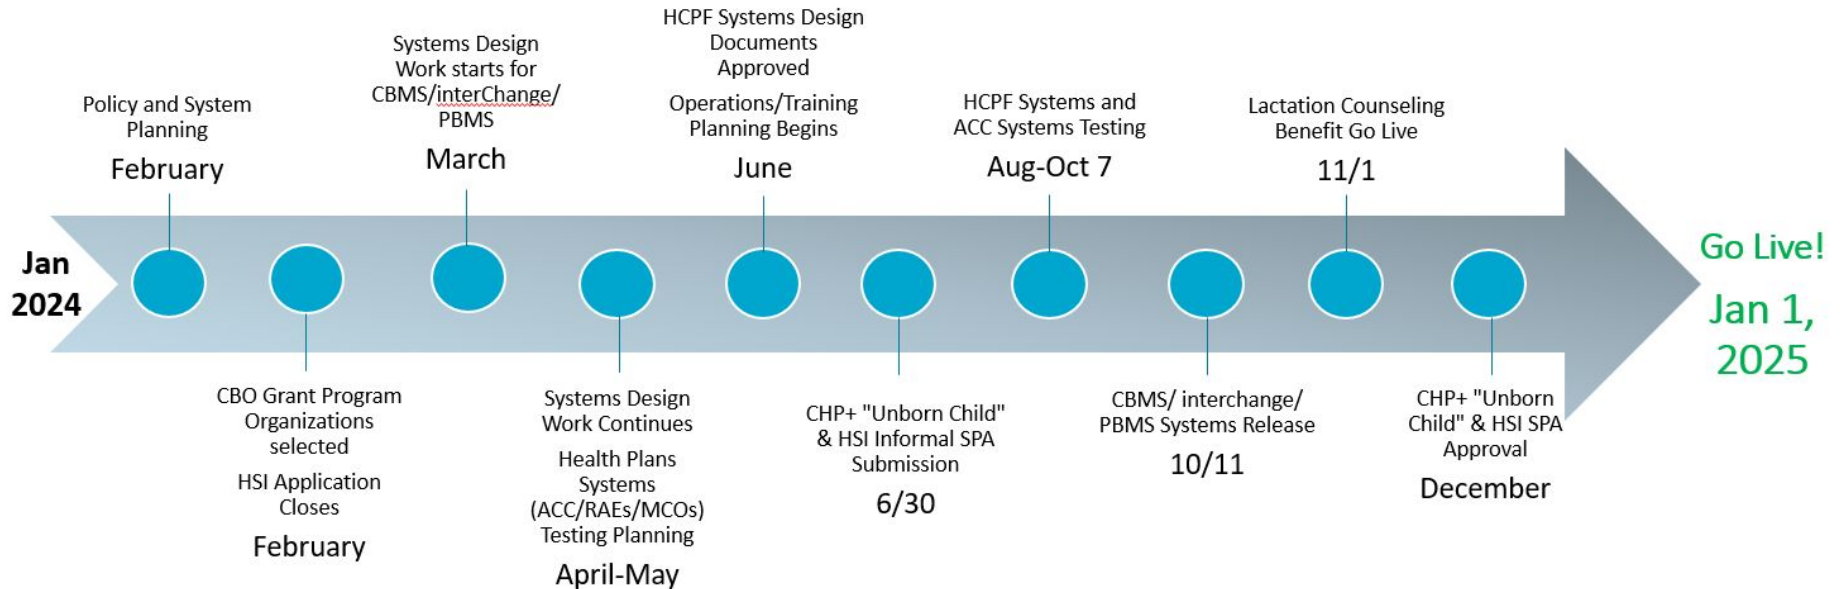 Jan
2024
Policy and System
Planning
February
CBO Grant Program
Organizations
selected
HSI Application
Closes
February
Systems Design
Work starts for
CBMS/interChange/
PBMS
March
Systems Design
Work Continues
Health Plans
Systems
(ACC/RAEs/MCOs)
Testing Planning
April-May
HCPF Systems Design
Documents
Approved
Operations/Training
Planning Begins
June
CHP+ "Unborn Child"
& HSI Informal SPA
Submission
6/30
HCPF Systems and
ACC Systems Testing
Aug-Oct 7
CBMS/ interchange/
PBMS Systems Release
10/11
Lactation Counseling
Benefit Go Live
11/1
CHP+ "Unborn
Child" & HSI SPA
Approval
December
Go Live!
Jan 1,
2025